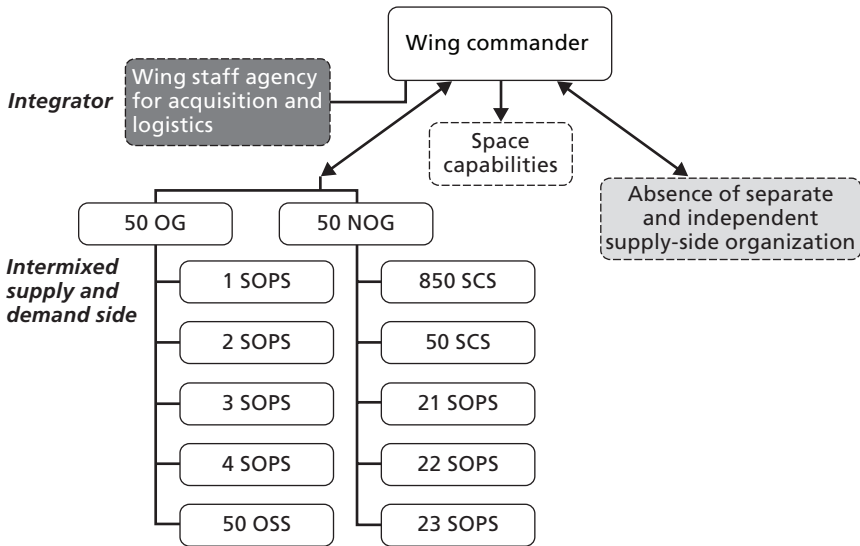 Wing commander
Integrator
Wing staff agency
for acquisition and
logistics
Space
capabilities
Absence of separate
and independent
supply-side organization
50 OG
50 NOG
Intermixed
supply and
demand side
1 SOPS
850 SCS
2 SOPS
50 SCS
3 SOPS
21 SOPS
4 SOPS
22 SOPS
50 OSS
23 SOPS